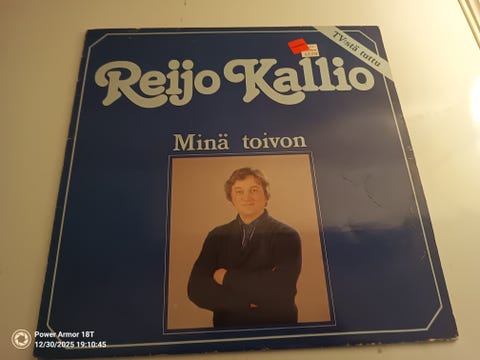 TV:stä tuttu
Reijo Kallio
Minä toivon
Power Armor 18T
12/30/2025 19:10:45